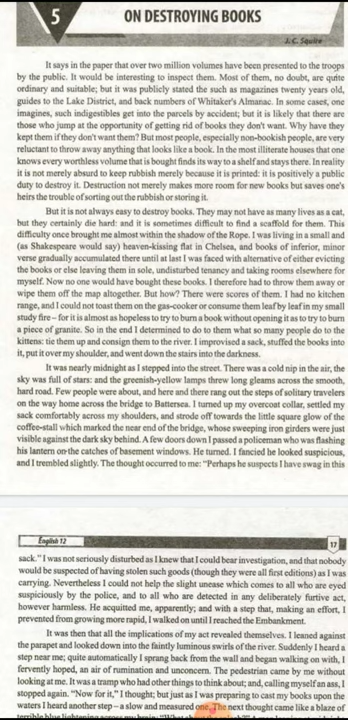 5
ON DESTROYING BOOKS
J. C. Squire
It says in the paper that over two million volumes have been presented to the troops
by the public. It would be interesting to inspect them. Most of them, no doubt, are quite
ordinary and suitable; but it was publicly stated the such as magazines twenty years old,
guides to the Lake District, and back numbers of Whitaker's Almanac. In some cases, one
imagines, such indigestibles get into the parcels by accident; but it is likely that there are
those who jump at the opportunity of getting rid of books they don't want. Why have they
kept them if they don't want them? But most people, especially non-bookish people, are very
reluctant to throw away anything that looks like a book. In the most illiterate houses that one
knows every worthless volume that is bought finds its way to a shelf and stays there. In reality
it is not merely absurd to keep rubbish merely because it is printed: it is positively a public
duty to destroy it. Destruction not merely makes more room for new books but saves one's
heirs the trouble of sorting out the rubbish or storing it.
But it is not always easy to destroy books. They may not have as many lives as a cat,
but they certainly die hard: and it is sometimes difficult to find a scaffold for them. This
difficulty once brought me almost within the shadow of the Rope. I was living in a small and
(as Shakespeare would say) heaven-kissing flat in Chelsea, and books of inferior, minor
verse gradually accumulated there until at last I was faced with alternative of either evicting
the books or else leaving them in sole, undisturbed tenancy and taking rooms elsewhere for
myself. Now no one would have bought these books. I therefore had to throw them away or
wipe them off the map altogether. But how? There were scores of them. I had no kitchen
range, and I could not toast them on the gas-cooker or consume them leaf by leaf in my small
study fire – for it is almost as hopeless to try to burn a book without opening it as to try to burn
a piece of granite. So in the end I determined to do to them what so many people do to the
kittens: tie them up and consign them to the river. I improvised a sack, stuffed the books into
it, put it over my shoulder, and went down the stairs into the darkness.
It was nearly midnight as I stepped into the street. There was a cold nip in the air, the
sky was full of stars: and the greenish-yellow lamps threw long gleams across the smooth,
hard road. Few people were about, and here and there rang out the steps of solitary travelers
on the way home across the bridge to Battersea. I turned up my overcoat collar, settled my
sack comfortably across my shoulders, and strode off towards the little square glow of the
coffee-stall which marked the near end of the bridge, whose sweeping iron girders were just
visible against the dark sky behind. A few doors down I passed a policeman who was flashing
his lantern on the catches of basement windows. He turned. I fancied he looked suspicious,
and I trembled slightly. The thought occurred to me: "Perhaps he suspects I have swag in this
English 12
17
sack." I was not seriously disturbed as I knew that I could bear investigation, and that nobody
would be suspected of having stolen such goods (though they were all first editions) as I was
carrying. Nevertheless I could not help the slight unease which comes to all who are eyed
suspiciously by the police, and to all who are detected in any deliberately furtive act,
however harmless. He acquitted me, apparently; and with a step that, making an effort, I
prevented from growing more rapid, I walked on until I reached the Embankment.
It was then that all the implications of my act revealed themselves. I leaned against
the parapet and looked down into the faintly luminous swirls of the river. Suddenly I heard a
step near me; quite automatically I sprang back from the wall and began walking on with, I
fervently hoped, an air of rumination and unconcern. The pedestrian came by me without
looking at me. It was a tramp who had other things to think about; and, calling myself an ass, I
stopped again. "Now for it," I thought; but just as I was preparing to cast my books upon the
waters I heard another step – a slow and measured one. The next thought came like a blaze of
terrible blue lightening across my brain: